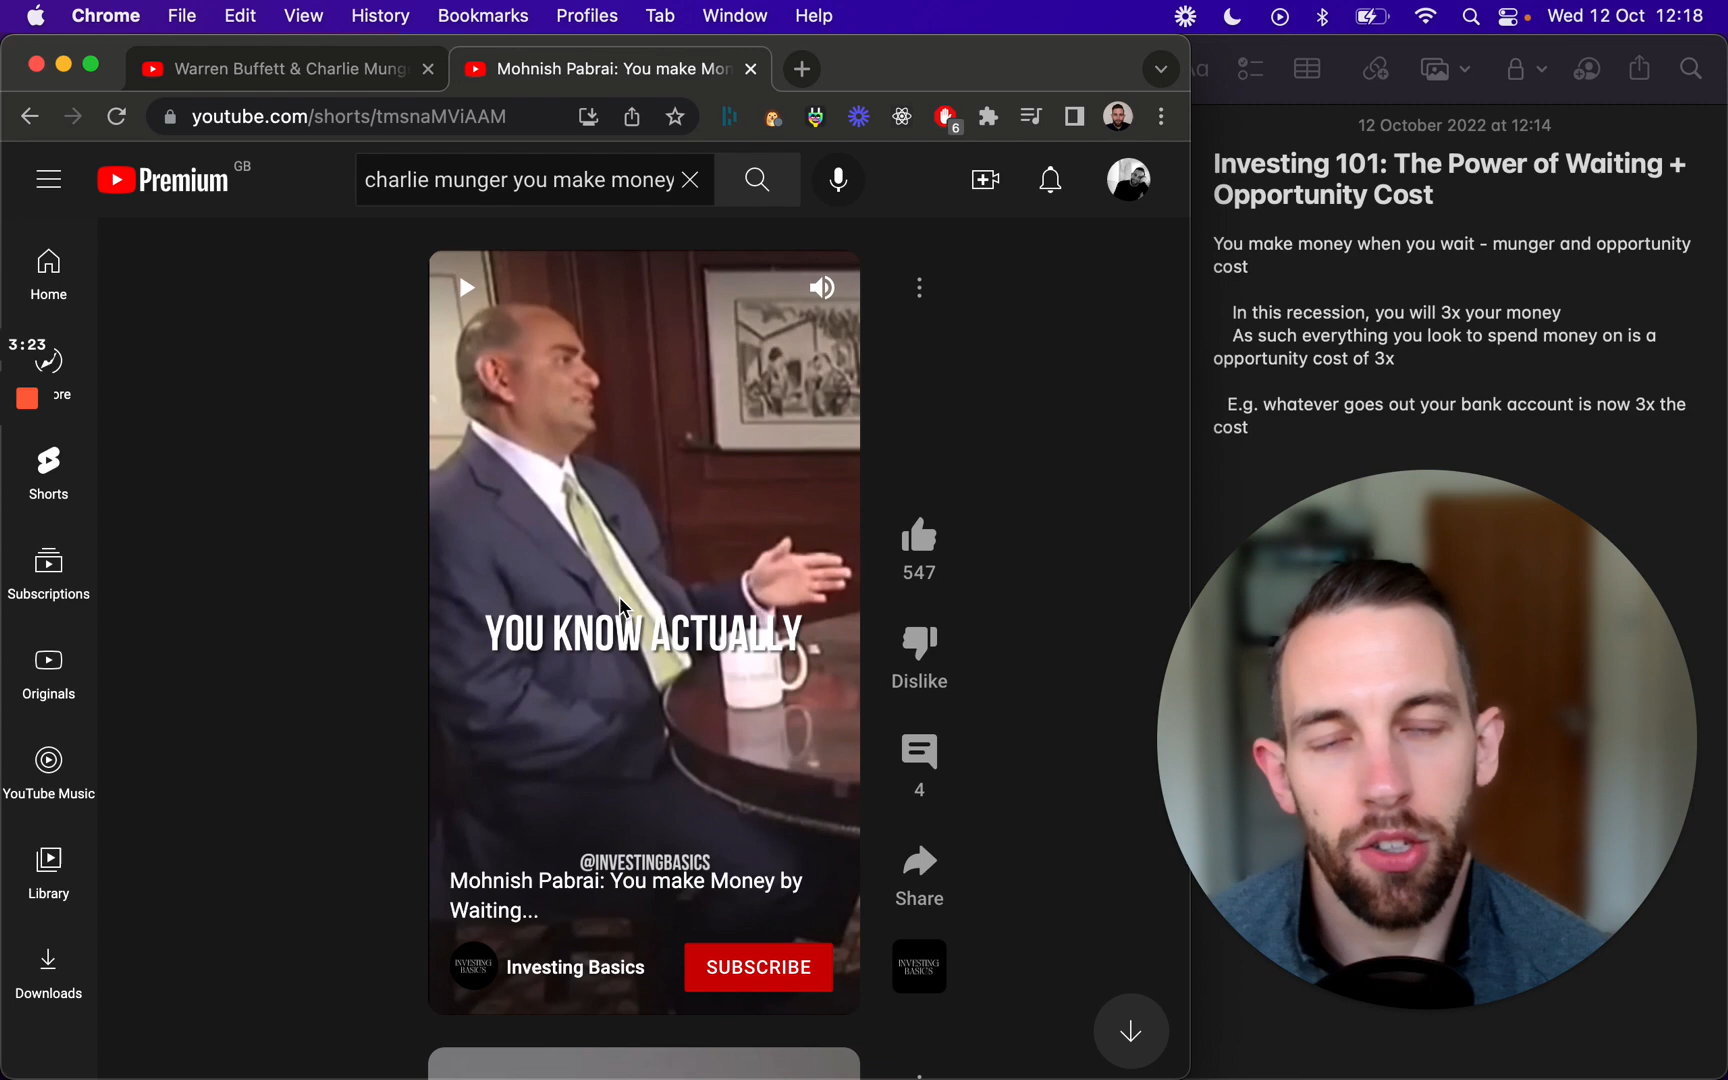 Chrome File Edit View History Bookmarks Profiles Tab Window Help Wed 12 Oct 12:18
Warren Buffett & Charlie Mung
Mohnish Pabrai: You make Mon
youtube.com/shorts/tmsnaMViAAM
6
Premium GB
charlie munger you make money
Home
3:23
ore
Shorts
Subscriptions
Originals
YouTube Music
Library
Downloads
YOU KNOW ACTUALLY
@INVESTINGBASICS
Mohnish Pabrai: You make Money by
Waiting...
INVESTING
BASICS
Investing Basics
SUBSCRIBE
547
Dislike
4
Share
INVESTING
BASICS
12 October 2022 at 12:14
Investing 101: The Power of Waiting +
Opportunity Cost
You make money when you wait - munger and opportunity
cost
In this recession, you will 3x your money
As such everything you look to spend money on is a
opportunity cost of 3x
E.g. whatever goes out your bank account is now 3x the
cost